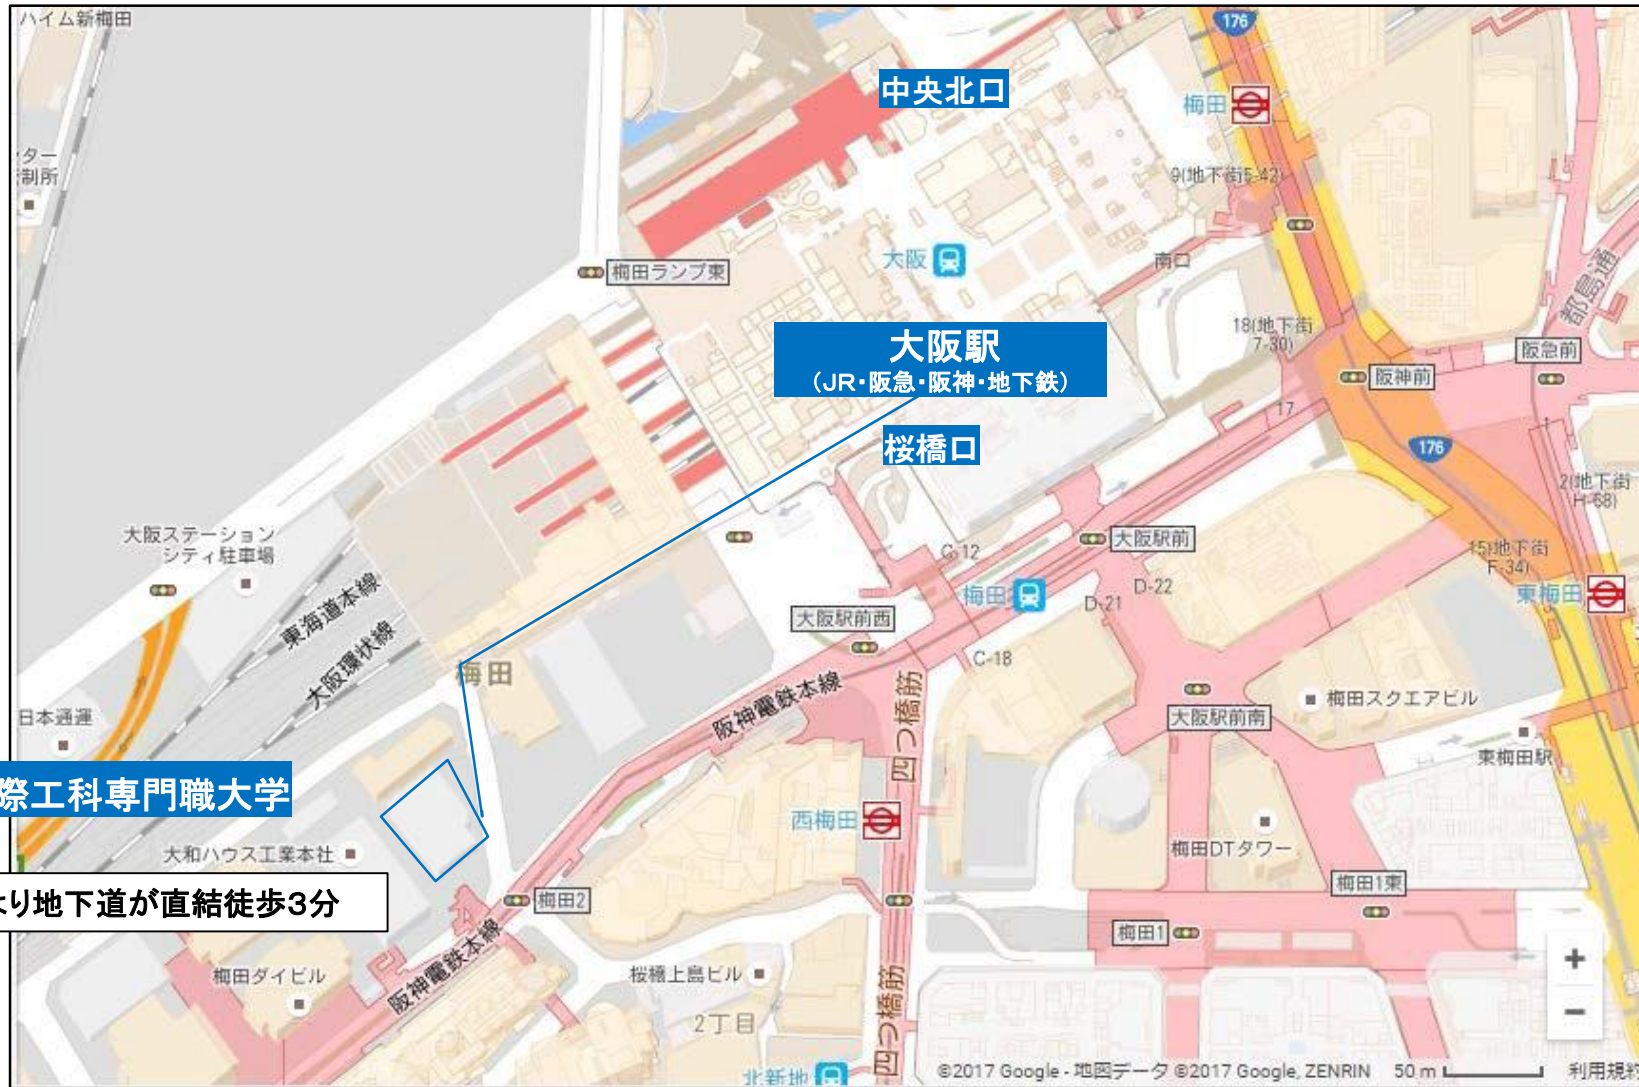 ハイム新梅田
176
中央北口
梅田
ター
制所
9(地下街5-42)
大阪
南口
梅田ランプ東
都島通
18(地下街
7-30)
大阪駅
（JR・阪急・阪神・地下鉄）
阪急前
阪神前
17
桜橋口
176
2(地下街
H-68)
大阪ステーション
シティ駐車場
C-12
大阪駅前
15(地下街
F-34)
東海道本線
梅田
D-21
D-22
東梅田
大阪駅前西
大阪環状線
梅田
C-18
阪神電鉄本線
四つ橋筋
梅田スクエアビル
日本通運
大阪駅前南
東梅田駅
際工科専門職大学
西梅田
大和ハウス工業本社
梅田DTタワー
梅田1東
より地下道が直結徒歩3分
梅田2
梅田1
阪神電鉄本線
梅田ダイビル
桜橋上島ビル
四つ橋筋
2丁目
北新地
+
−
©2017 Google - 地図データ ©2017 Google, ZENRIN
50 m
利用規約